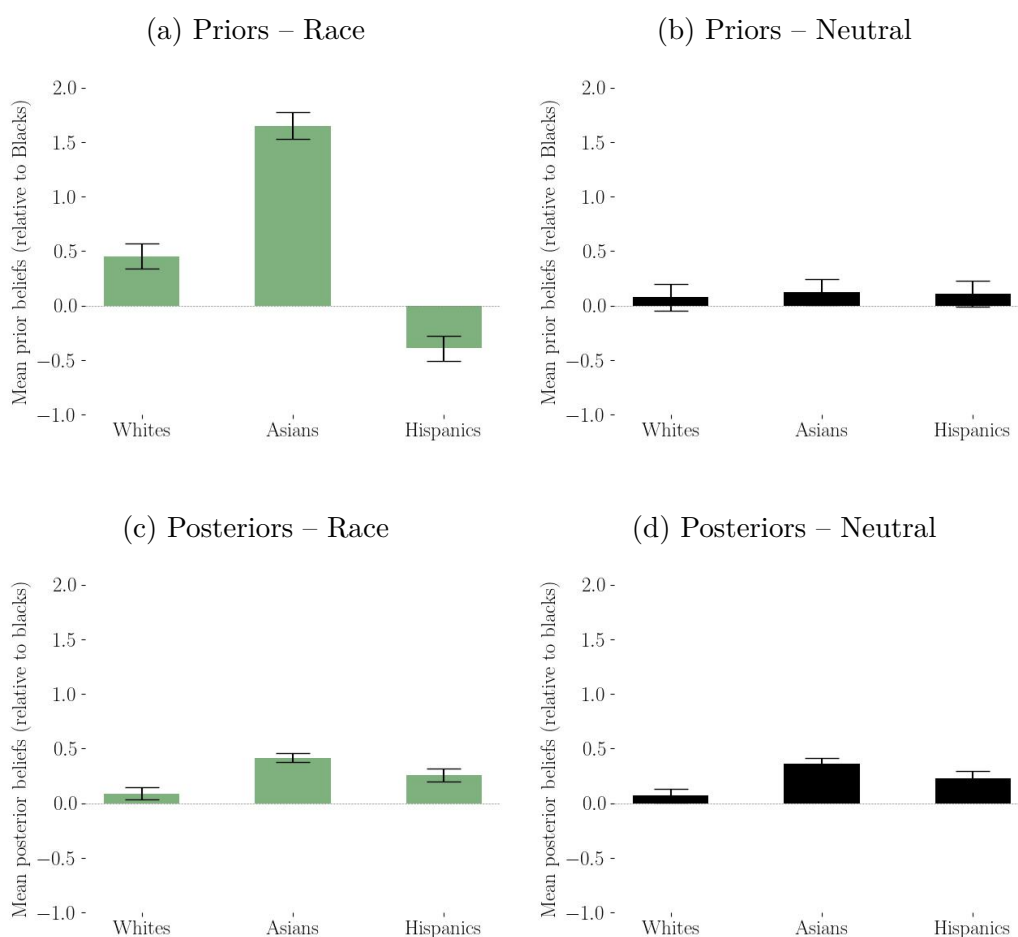 (a) Priors – Race
Mean prior beliefs (relative to Blacks)
2.0
1.5
1.0
0.5
0.0
−0.5
−1.0
Whites Asians Hispanics
(b) Priors – Neutral
Mean prior beliefs (relative to Blacks)
2.0
1.5
1.0
0.5
0.0
−0.5
−1.0
Whites Asians Hispanics
(c) Posteriors – Race
Mean posterior beliefs (relative to blacks)
2.0
1.5
1.0
0.5
0.0
−0.5
−1.0
Whites Asians Hispanics
(d) Posteriors – Neutral
Mean posterior beliefs (relative to blacks)
2.0
1.5
1.0
0.5
0.0
−0.5
−1.0
Whites Asians Hispanics